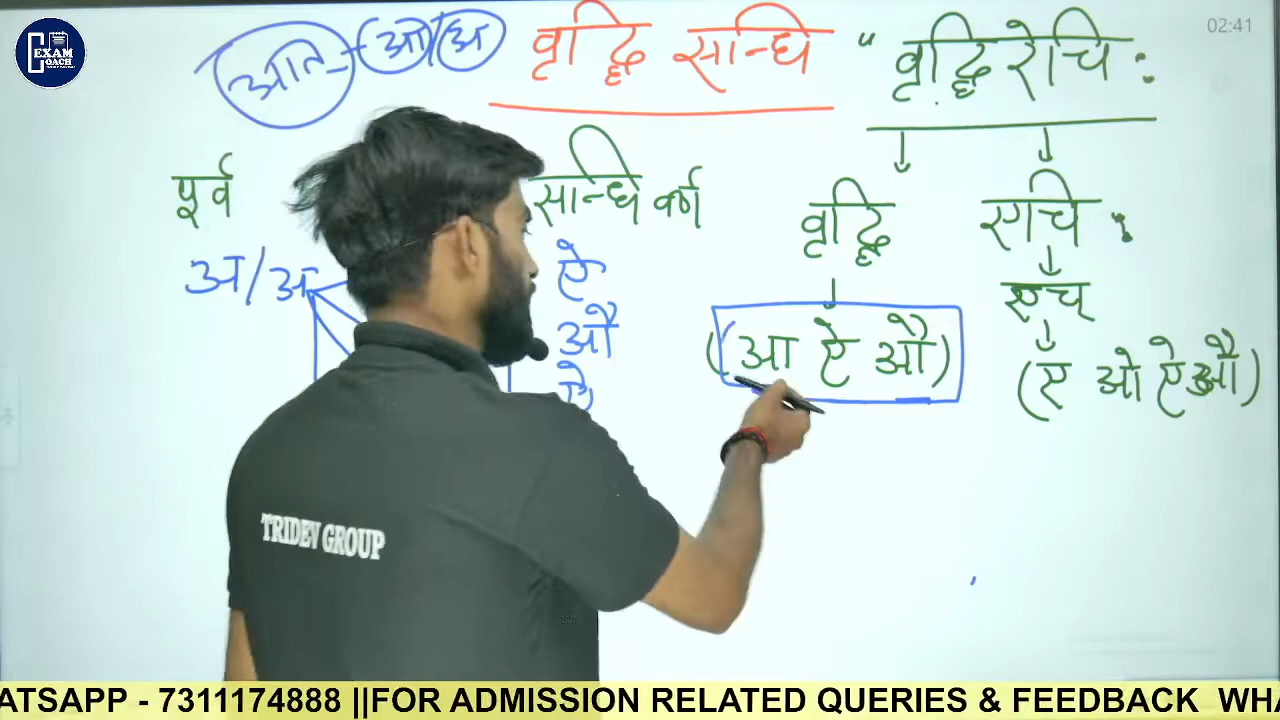 EXAM
COACH
आत - आ/अ वृद्धि सन्धि " वृद्धि रेचि :
02:41
पूर्व सन्धि वर्ण
वृद्धि एचि :
अ/अ ऐ
एच्
औ
(आ ऐ औ)
(ए ओ ऐ औ)
ऐ
TRIDEV GROUP
ATSAPP - 7311174888 ||FOR ADMISSION RELATED QUERIES & FEEDBACK WHA